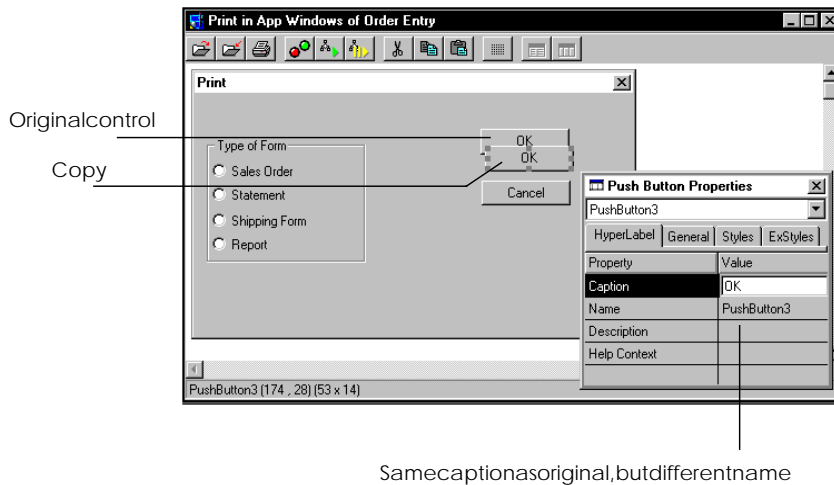 Print in App Windows of Order Entry
Print
Originalcontrol
Type of Form
OK
Copy
OK
Sales Order
Statement
Cancel
Shipping Form
Report
Push Button Properties
PushButton3
HyperLabel General Styles ExStyles
Property Value
Caption OK
Name PushButton3
Description
Help Context
PushButton3 (174 , 28) (53 x 14)
Samecaptionasoriginal,butdifferentname